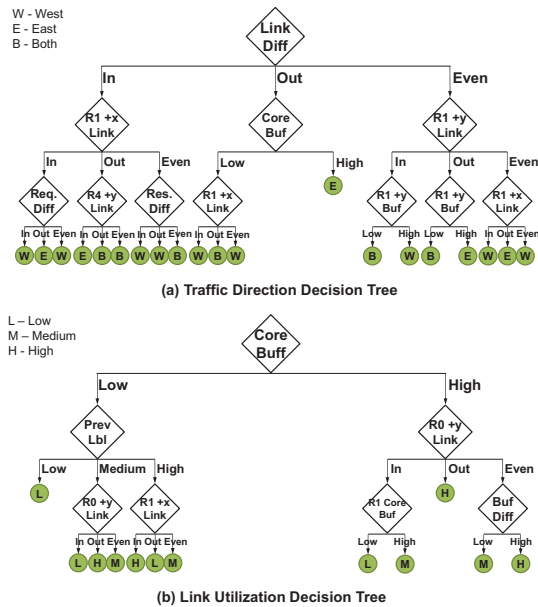 W - West
E - East
B - Both
Link
Diff
In
Out
Even
R1 +x
Link
Core
Buf
R1 +y
Link
In
Out
Even
Low
High
In
Out
Even
Req.
Diff
R4 +y
Link
Res.
Diff
R1 +x
Link
E
R1 +y
Buf
R1 +y
Buf
R1 +x
Link
In Out Even
In Out Even
In Out Even
In Out Even
Low
High
Low
High
In Out Even
W E W E B B W W B W B W B W B E W E W
(a) Traffic Direction Decision Tree
L – Low
M – Medium
H - High
Core
Buff
Low
High
Prev
Lbl
R0 +y
Link
Low
Medium
High
In
Out
Even
L
R0 +y
Link
R1 +x
Link
R1 Core
Buf
H
Buf
Diff
In Out Even
In Out Even
Low
High
Low
High
L H M H L M L M M H
(b) Link Utilization Decision Tree